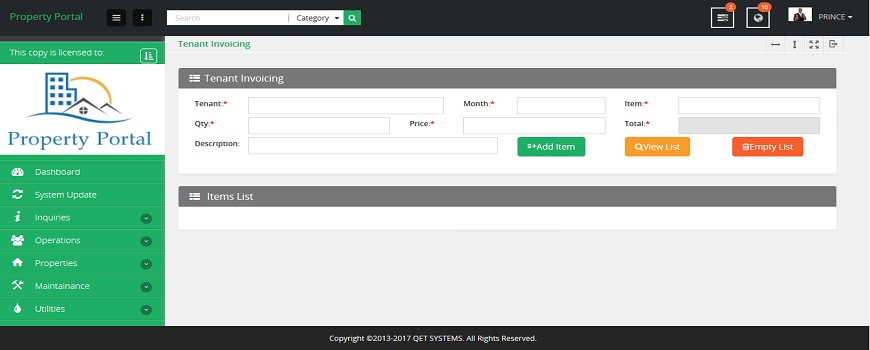 Property Portal
Search
Category
2
10
PRINCE
This copy is licensed to:
Tenant Invoicing
Property Portal
Tenant Invoicing
Tenant:*
Month:*
Item:*
Qty:*
Price:*
Total:*
Description:
Add Item
View List
Empty List
Items List
Dashboard
System Update
Inquiries
Operations
Properties
Maintainance
Utilities
Copyright ©2013-2017 QET SYSTEMS. All Rights Reserved.